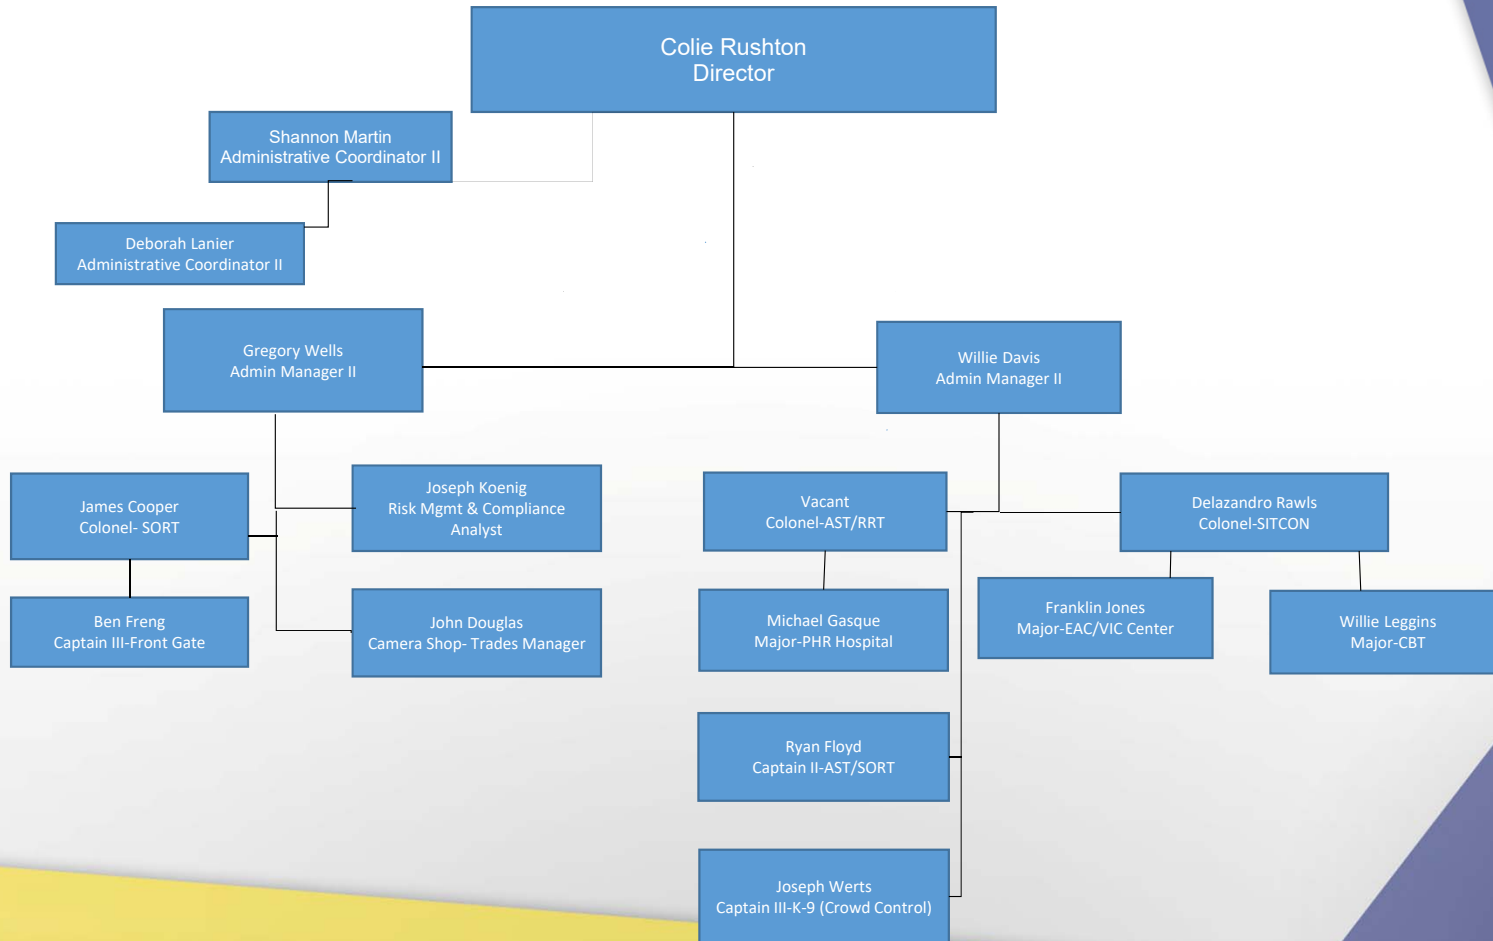 Colie Rushton
Director
Shannon Martin
Administrative Coordinator II
Deborah Lanier
Administrative Coordinator II
Gregory Wells
Admin Manager II
Willie Davis
Admin Manager II
James Cooper
Colonel- SORT
Joseph Koenig
Risk Mgmt & Compliance
Analyst
Vacant
Colonel-AST/RRT
Delazandro Rawls
Colonel-SITCON
Ben Freng
Captain III-Front Gate
John Douglas
Camera Shop- Trades Manager
Michael Gasque
Major-PHR Hospital
Franklin Jones
Major-EAC/VIC Center
Willie Leggins
Major-CBT
Ryan Floyd
Captain II-AST/SORT
Joseph Werts
Captain III-K-9 (Crowd Control)